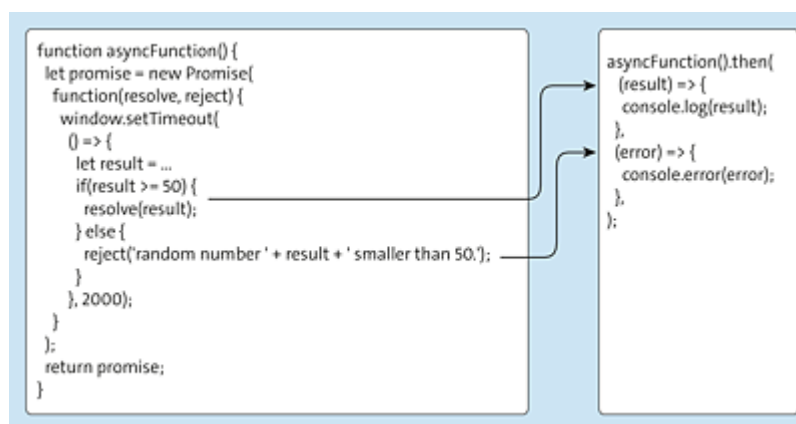 function asyncFunction() {
let promise = new Promise(
function(resolve, reject) {
window.setTimeout(
() => {
let result = ...
if(result >= 50) {
resolve(result);
} else {
reject('random number ' + result + ' smaller than 50.');
}
}, 2000);
}
);
return promise;
}
asyncFunction().then(
(result) => {
console.log(result);
},
(error) => {
console.error(error);
},
);